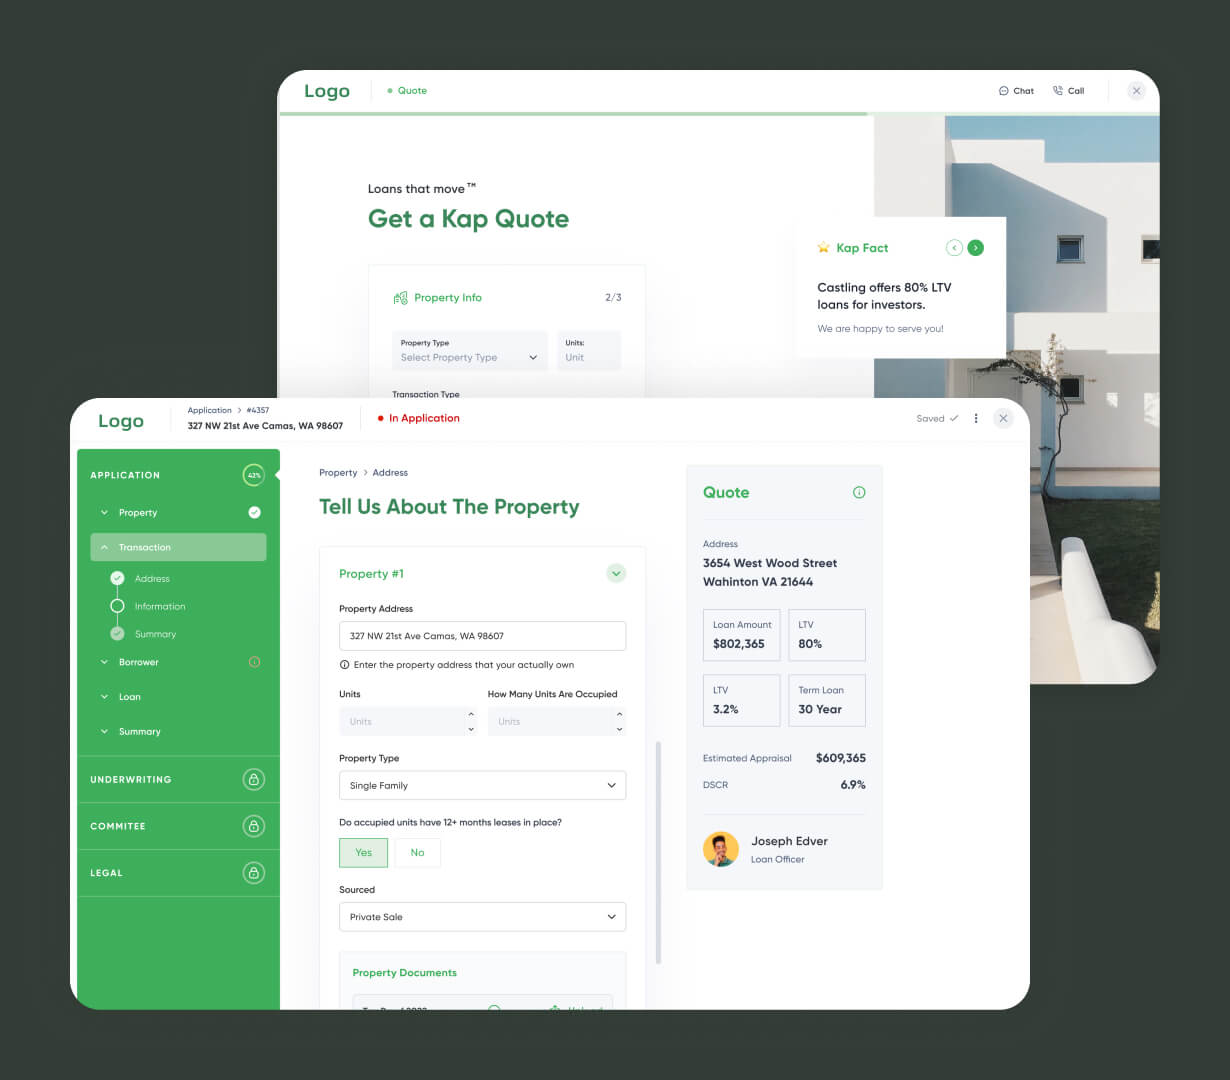 Logo
Quote
Chat
Call
Loans that move™
Get a Kap Quote
Property Info
2/3
Property Type
Select Property Type
Units:
Unit
Transaction Type
Kap Fact
Castling offers 80% LTV
loans for investors.
We are happy to serve you!
Logo
Application > #4357
327 NW 21st Ave Camas, WA 98607
In Application
Saved
APPLICATION
42%
Property
Transaction
Address
Information
Summary
Borrower
Loan
Summary
UNDERWRITING
COMMITEE
LEGAL
Property > Address
Tell Us About The Property
Property #1
Property Address
327 NW 21st Ave Camas, WA 98607
Enter the property address that your actually own
Units
How Many Units Are Occupied
Units
Units
Property Type
Single Family
Do accupied units have 12+ months leases in place?
Yes
No
Sourced
Private Sale
Property Documents
Quote
Address
3654 West Wood Street
Wahinton VA 21644
Loan Amount
$802,365
LTV
80%
LTV
3.2%
Term Loan
30 Year
Estimated Appraisal
$609,365
DSCR
6.9%
Joseph Edver
Loan Officer